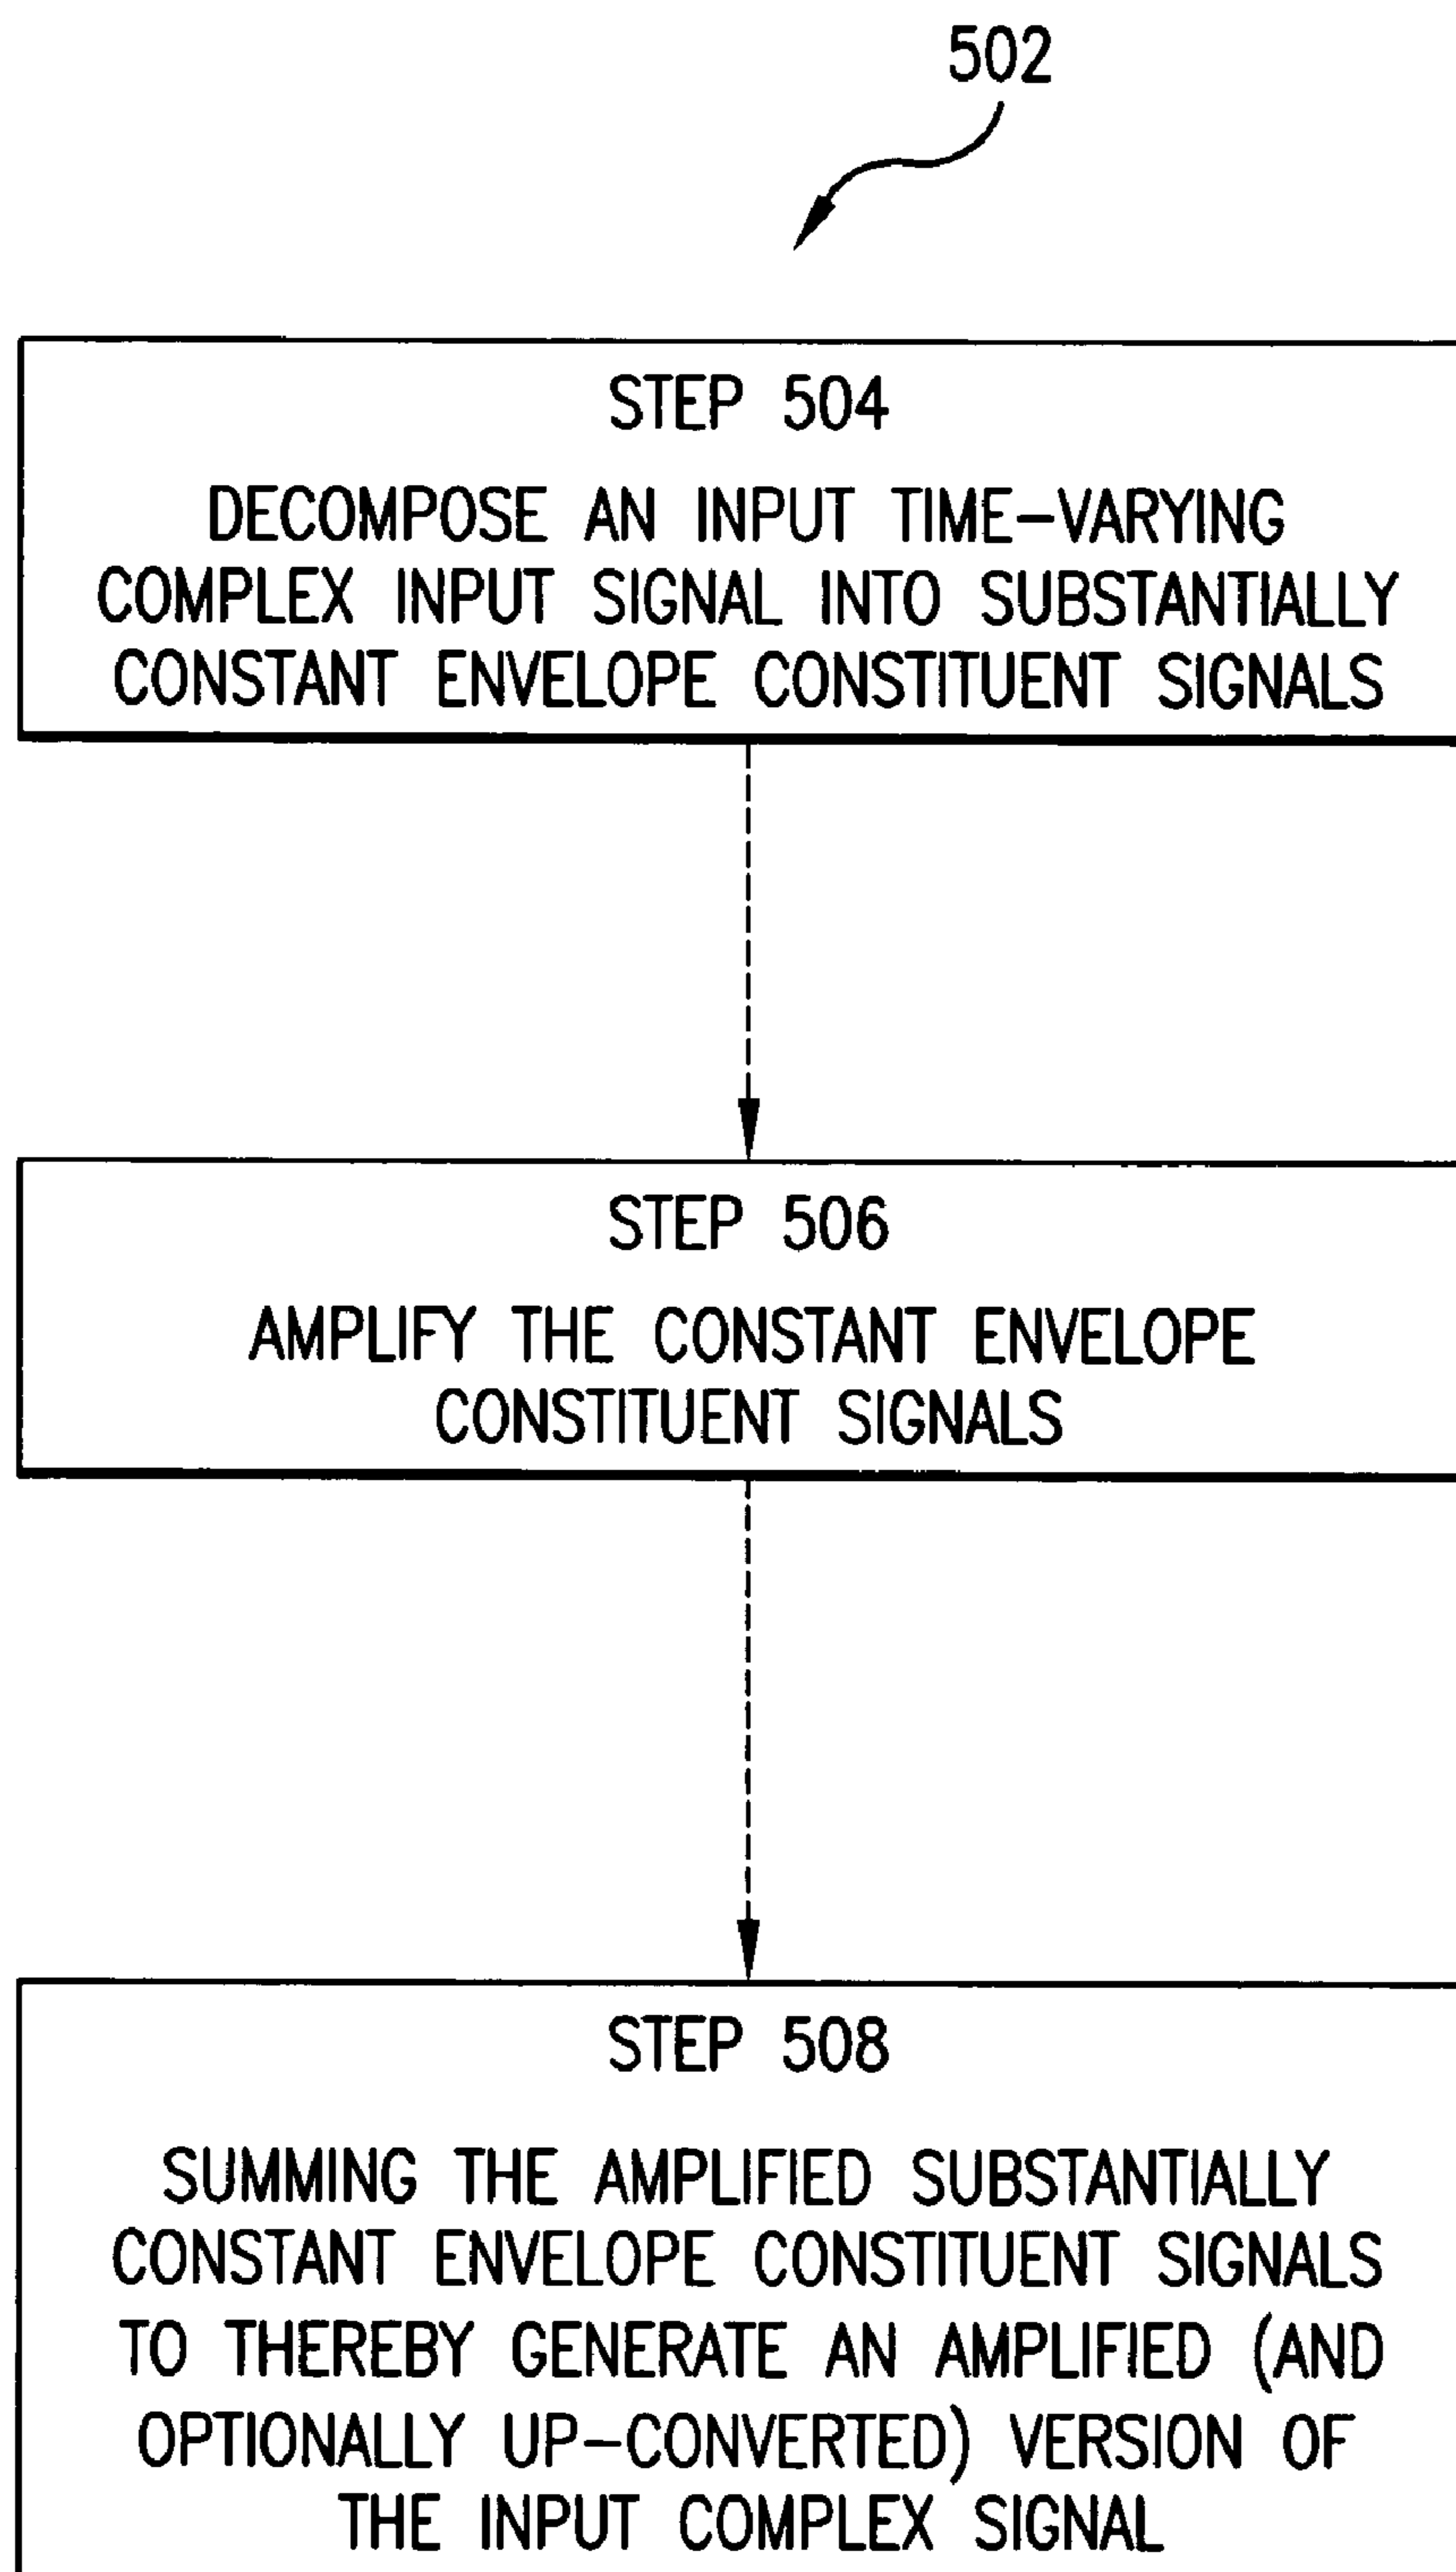 502
STEP 504
DECOMPOSE AN INPUT TIME-VARYING
COMPLEX INPUT SIGNAL INTO SUBSTANTIALLY
CONSTANT ENVELOPE CONSTITUENT SIGNALS
STEP 506
AMPLIFY THE CONSTANT ENVELOPE
CONSTITUENT SIGNALS
STEP 508
SUMMING THE AMPLIFIED SUBSTANTIALLY
CONSTANT ENVELOPE CONSTITUENT SIGNALS
TO THEREBY GENERATE AN AMPLIFIED (AND
OPTIONALLY UP-CONVERTED) VERSION OF
THE INPUT COMPLEX SIGNAL